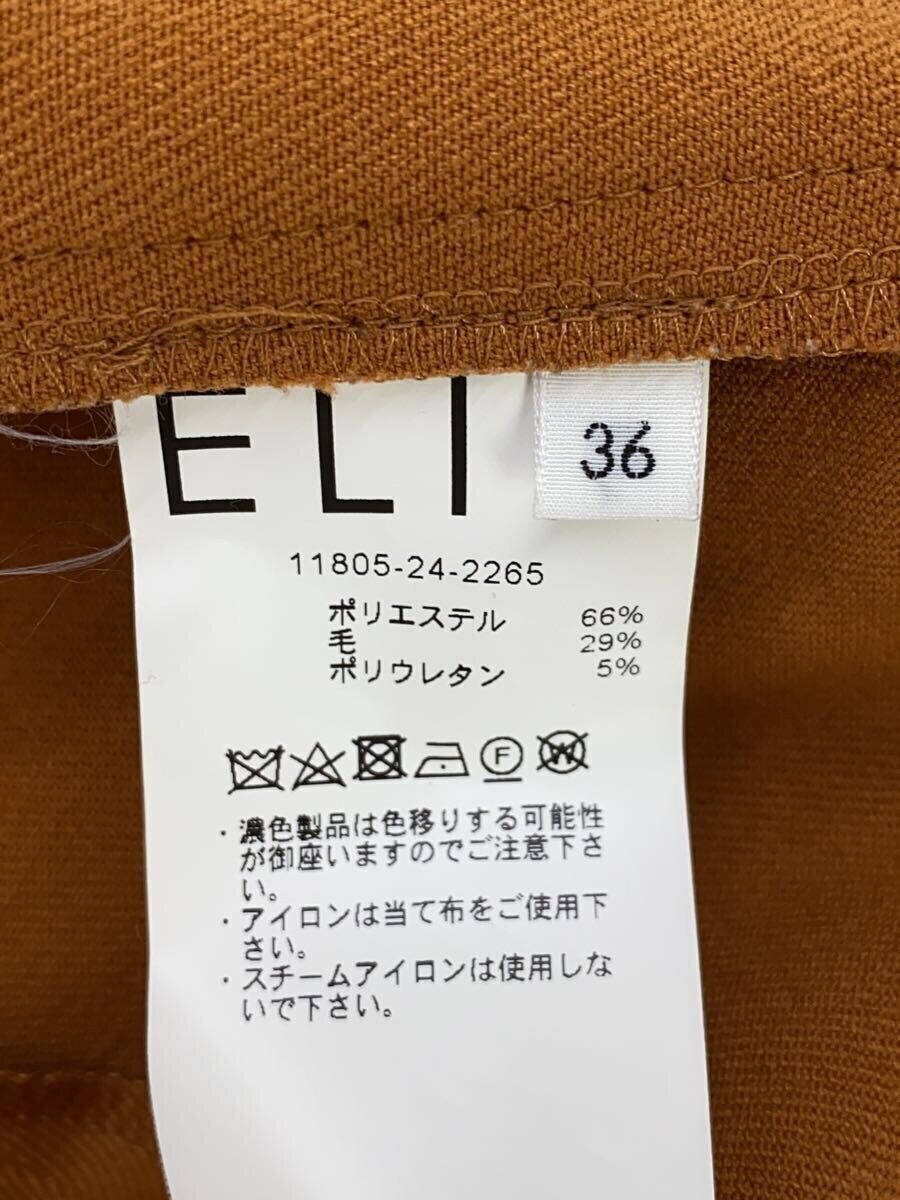 ELI
36
11805-24-2265
ポリエステル 66%
毛 29%
ポリウレタン 5%
F W
・濃色製品は色移りする可能性
が御座いますのでご注意下さ
い。
・アイロンは当て布をご使用下
さい。
・スチームアイロンは使用しな
いで下さい。